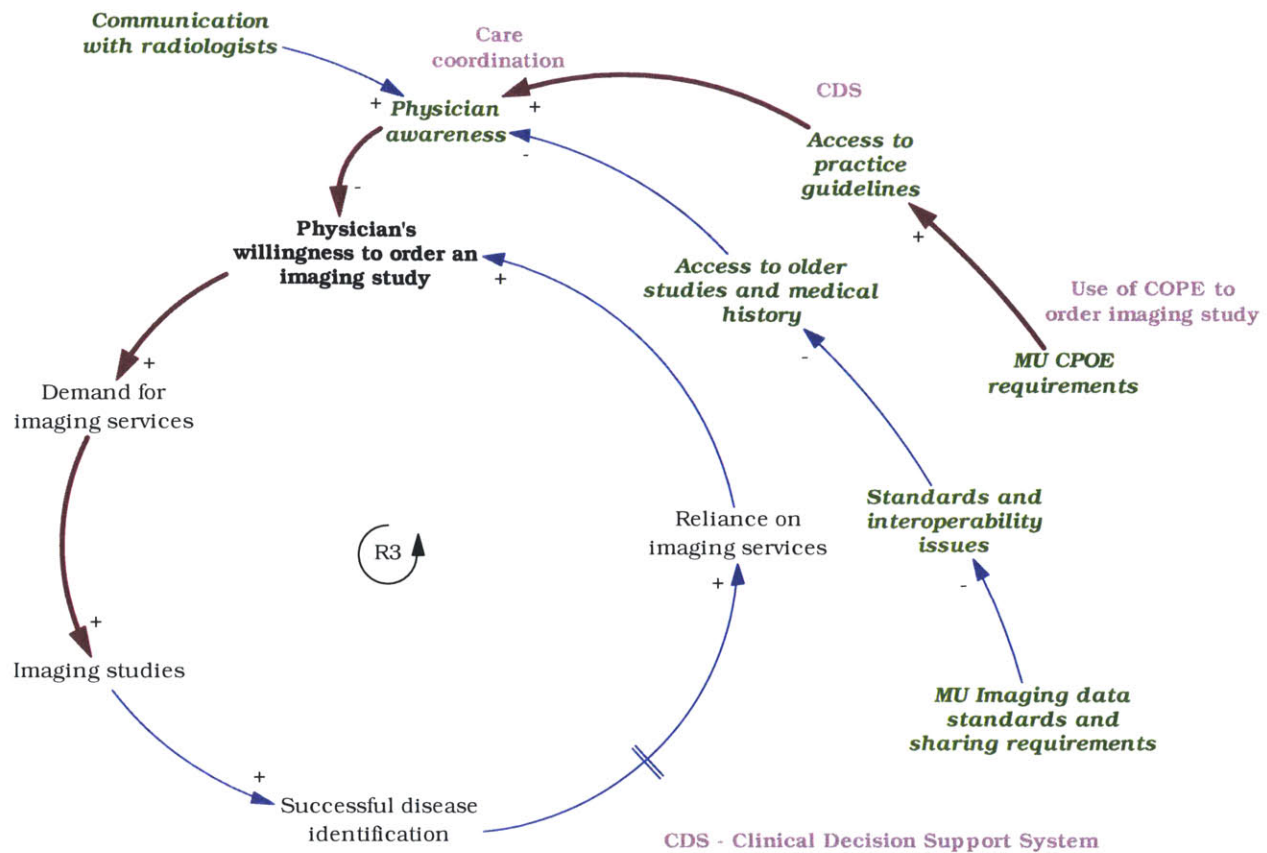 Communication
with radiologists
Care
coordination
CDS
+
Physician
awareness
+
-
-
Access to
practice
guidelines
+
Physician's
willingness to order an
imaging study
+
Access to older
studies and medical
history
-
Use of COPE to
order imaging study
MU CPOE
requirements
+
Demand for
imaging services
R3
Reliance on
imaging services
+
Standards and
interoperability
issues
-
+
Imaging studies
MU Imaging data
standards and
sharing requirements
+
Successful disease
identification
CDS - Clinical Decision Support System